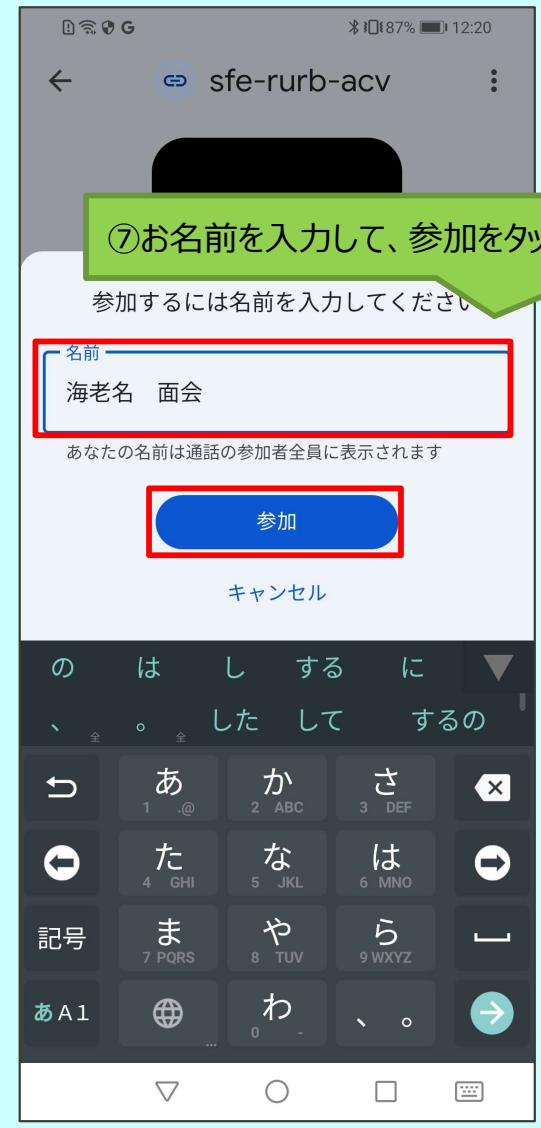 G 87% 12:20
sfe-rurb-acv
⑦お名前を入力して、参加をタッ
参加するには名前を入力してくださ
名前
海老名　面会
あなたの名前は通話の参加者全員に表示されます
参加
キャンセル
の は し する に
、全 。全 した して するの
あ か さ
1 .@ 2 ABC 3 DEF
た な は
4 GHI 5 JKL 6 MNO
記号 ま や ら
7 PQRS 8 TUV 9 WXYZ
あA1 わ 、。
0 -